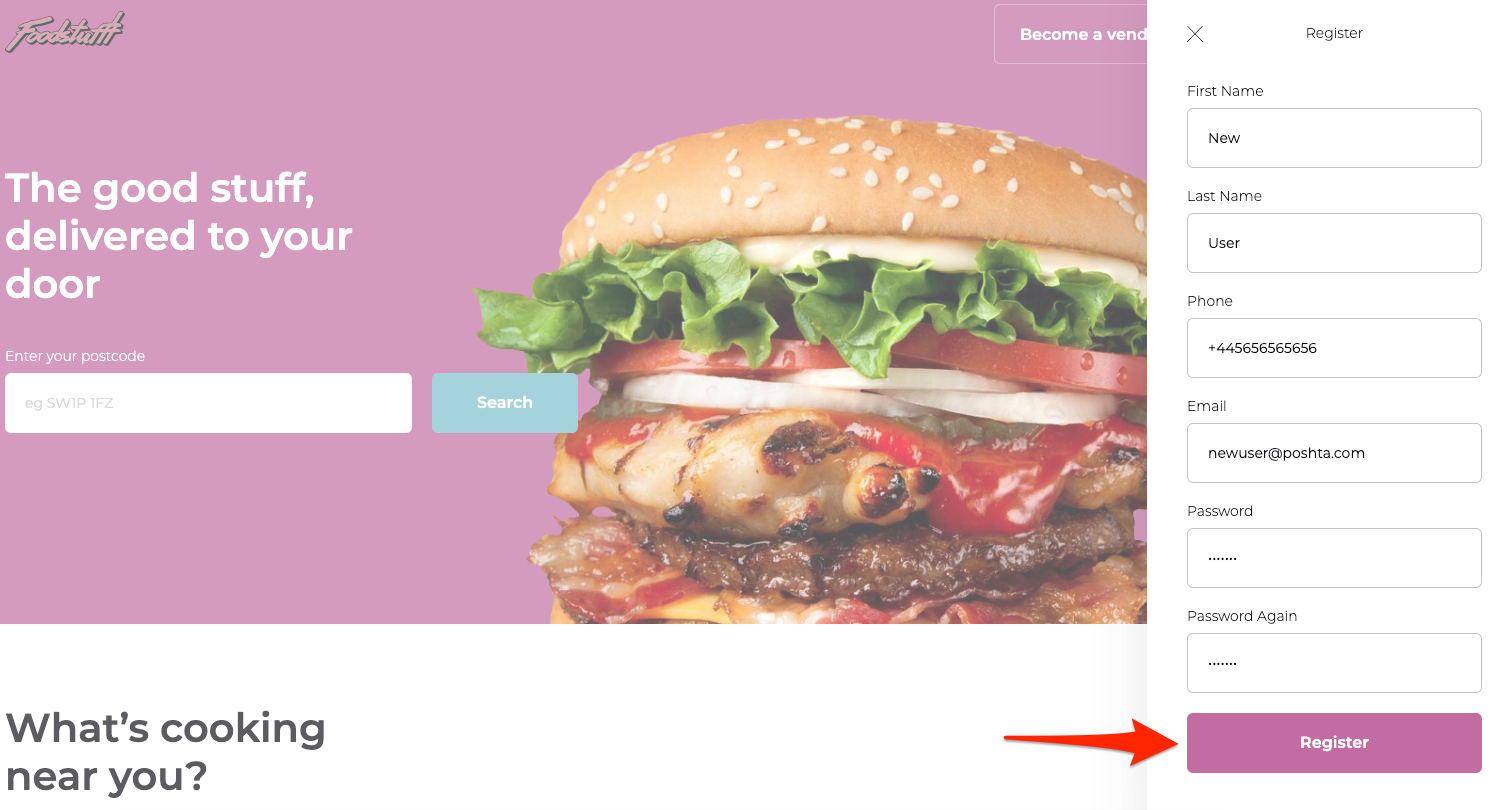 Foodstufff
Become a vend
The good stuff,
delivered to your
door
Enter your postcode
eg SW1P 1FZ
Search
What's cooking
near you?
Register
First Name
New
Last Name
User
Phone
+445656565656
Email
newuser@poshta.com
Password
·······
Password Again
·······
Register